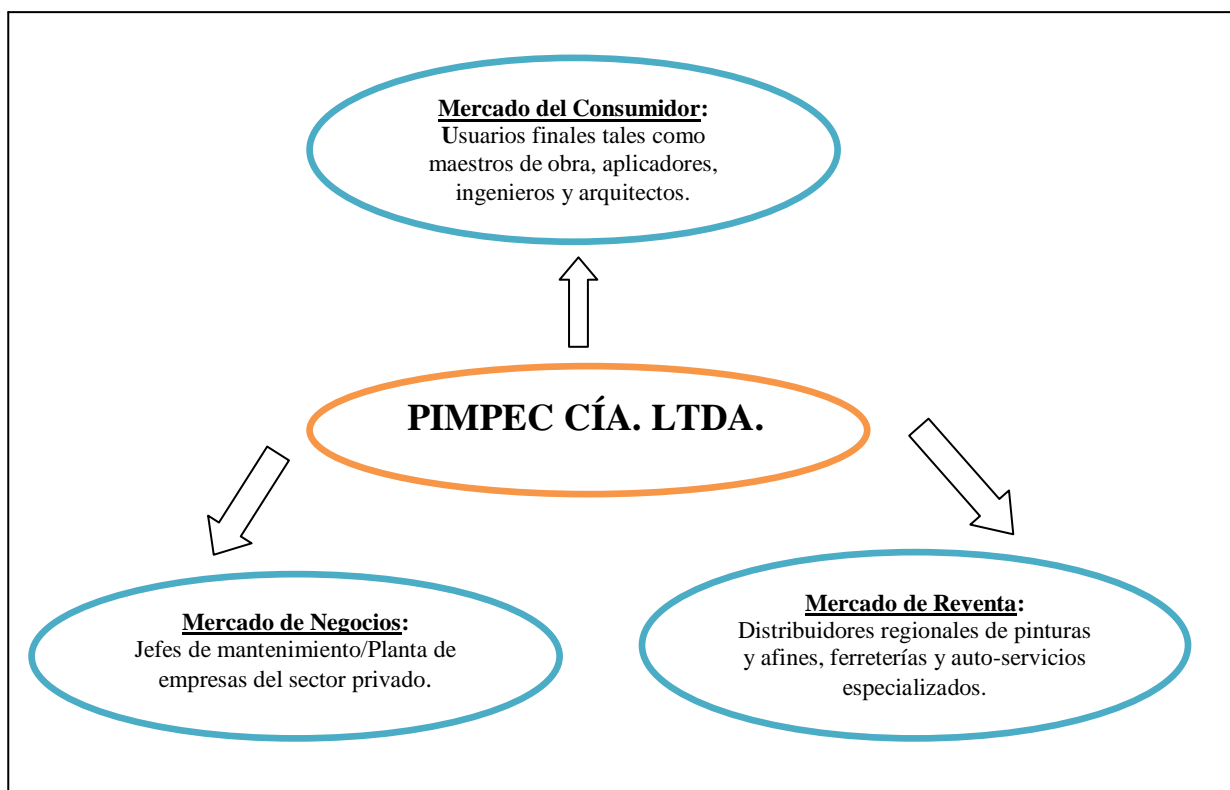 Mercado del Consumidor:
Usuarios finales tales como
maestros de obra, aplicadores,
ingenieros y arquitectos.
PIMPEC CÍA. LTDA.
Mercado de Negocios:
Jefes de mantenimiento/Planta de
empresas del sector privado.
Mercado de Reventa:
Distribuidores regionales de pinturas
y afines, ferreterías y auto-servicios
especializados.